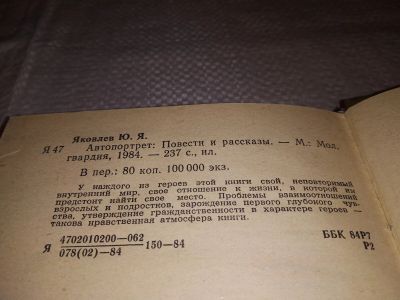 Яковлев Ю. Я.
Я 47 Автопортрет: Повести и рассказы. — М.: Мол.
гвардия, 1984. — 237 с., ил.
В пер.: 80 коп. 100 000 экз.
У каждого из героев этой книги свой, неповторимый
внутренний мир, свое отношение к жизни, в которой им
предстоит найти свое место. Проблемы взаимоотношений
взрослых и подростков, зарождение первого глубокого чув-
ства, утверждение гражданственности в характере героев —
такова нравственная атмосфера книги.
Я 4702010200—062 150—84
078(02)—84
ББК 84Р7
Р2